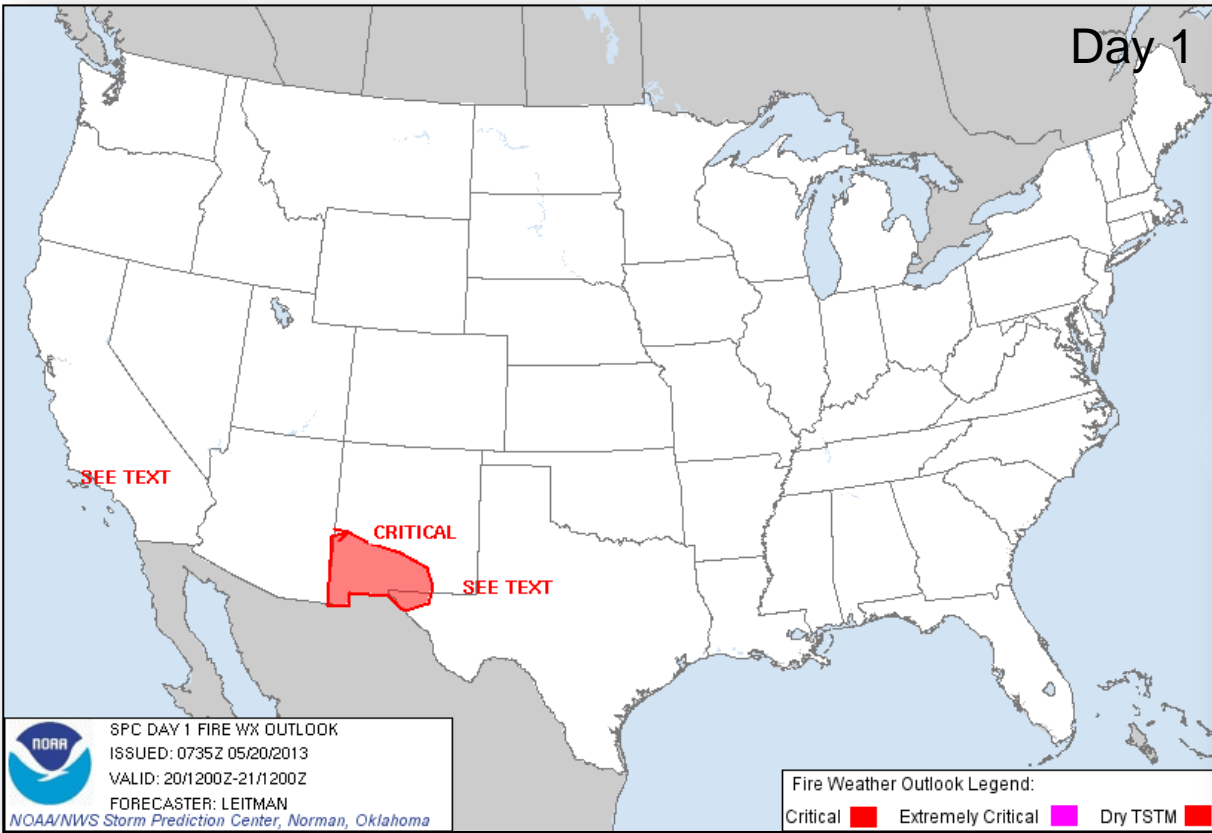 Day 1
SEE TEXT
CRITICAL
SEE TEXT
NOAA
SPC DAY 1 FIRE WX OUTLOOK
ISSUED: 0735Z 05/20/2013
VALID: 20/1200Z-21/1200Z
FORECASTER: LEITMAN
NOAA/NWS Storm Prediction Center, Norman, Oklahoma
Fire Weather Outlook Legend:
Critical Extremely Critical Dry TSTM